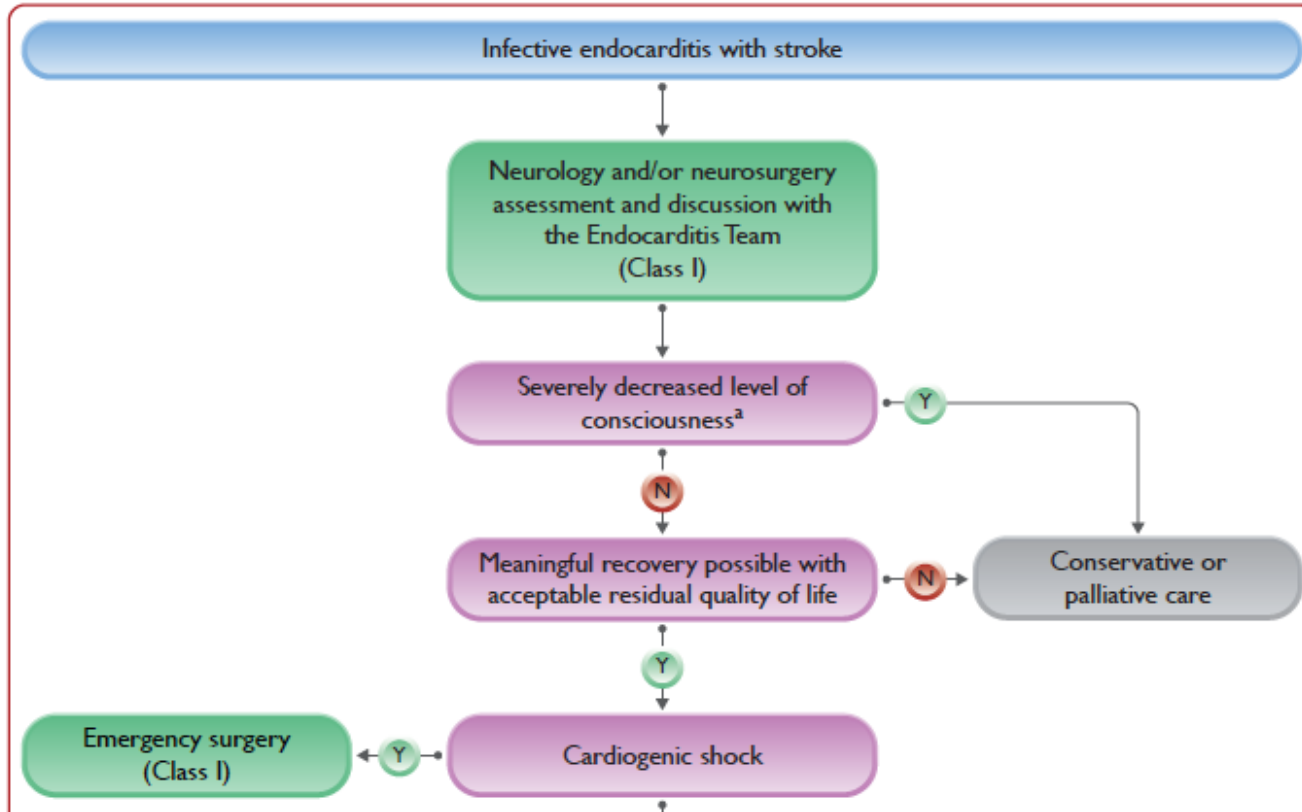 Infective endocarditis with stroke
Neurology and/or neurosurgery
assessment and discussion with
the Endocarditis Team
(Class I)
Severely decreased level of
consciousnessᵃ
Y
N
Meaningful recovery possible with
acceptable residual quality of life
N
Conservative or
palliative care
Y
Emergency surgery
(Class I)
Y
Cardiogenic shock